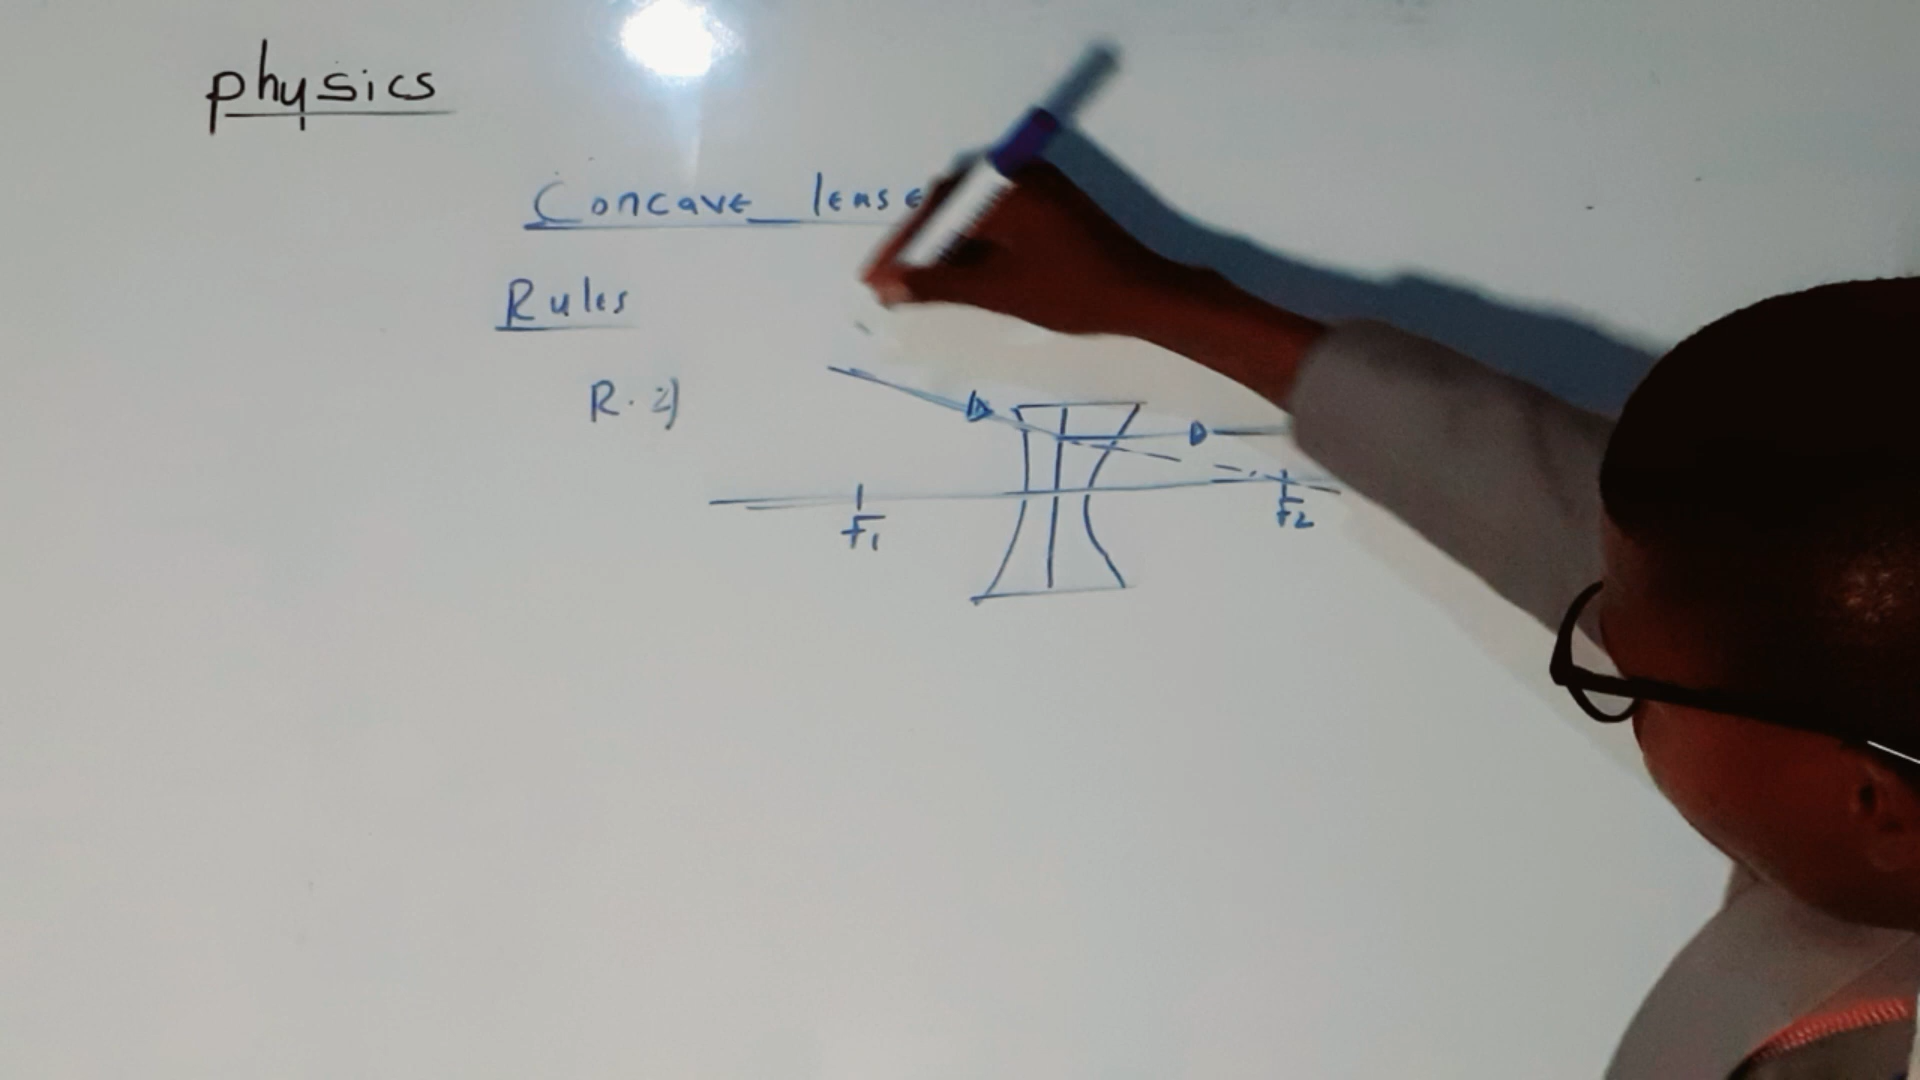 physics
Concave lense
Rules
R. 2)
F1
F2